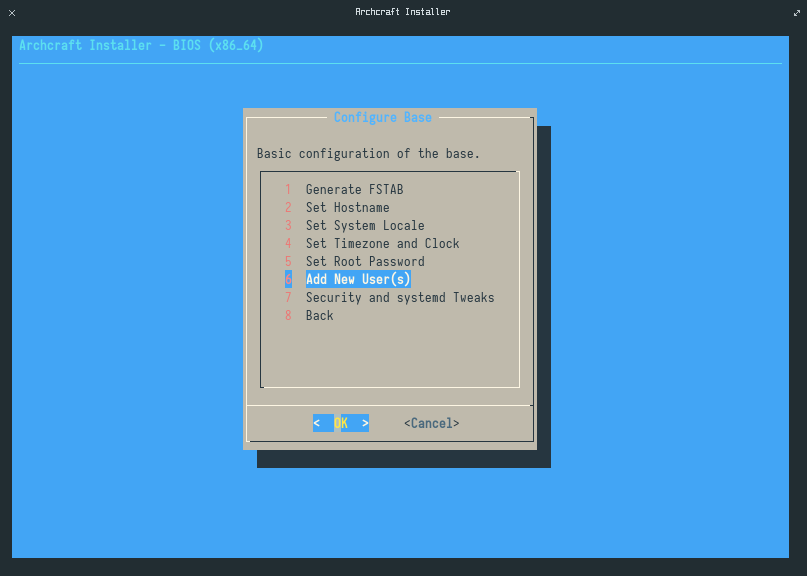 Archcraft Installer
Archcraft Installer - BIOS (x86_64)
Configure Base
Basic configuration of the base.
1 Generate FSTAB
2 Set Hostname
3 Set System Locale
4 Set Timezone and Clock
5 Set Root Password
6 Add New User(s)
7 Security and systemd Tweaks
8 Back
< OK > <Cancel>